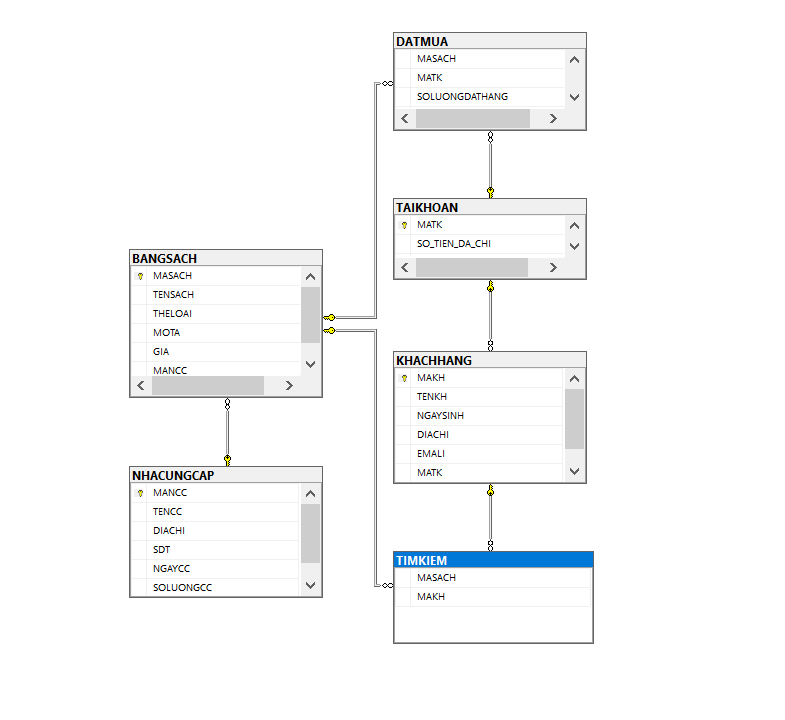 DATMUA
MASACH
MATK
SOLUONGDATHANG
TAIKHOAN
MATK
SO_TIEN_DA_CHI
BANGSACH
MASACH
TENSACH
THELOAI
MOTA
GIA
MANCC
KHACHHANG
MAKH
TENKH
NGAYSINH
DIACHI
EMALI
MATK
NHACUNGCAP
MANCC
TENCC
DIACHI
SDT
NGAYCC
SOLUONGCC
TIMKIEM
MASACH
MAKH